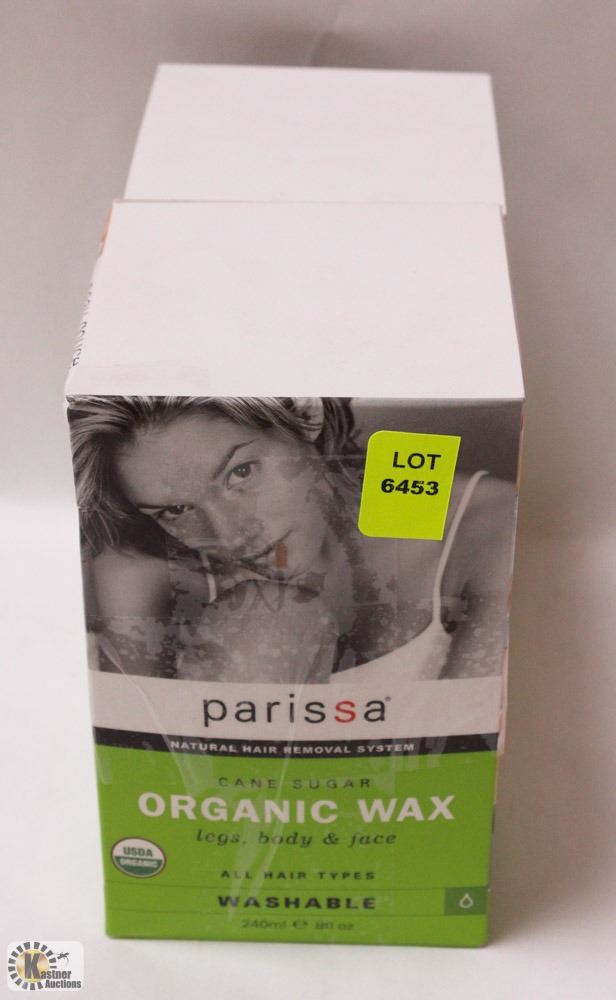 LOT
6453
parissa®
NATURAL HAIR REMOVAL SYSTEM
CANE SUGAR
ORGANIC WAX
legs, body & face
USDA
ORGANIC
ALL HAIR TYPES
WASHABLE
240ml ℮ 8fl oz
Kastner
Auctions